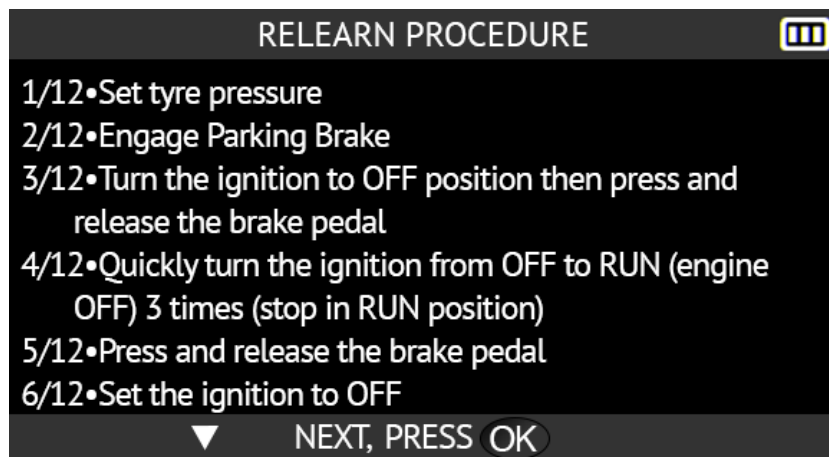 RELEARN PROCEDURE
1/12•Set tyre pressure
2/12•Engage Parking Brake
3/12•Turn the ignition to OFF position then press and
release the brake pedal
4/12•Quickly turn the ignition from OFF to RUN (engine
OFF) 3 times (stop in RUN position)
5/12•Press and release the brake pedal
6/12•Set the ignition to OFF
▼ NEXT, PRESS OK